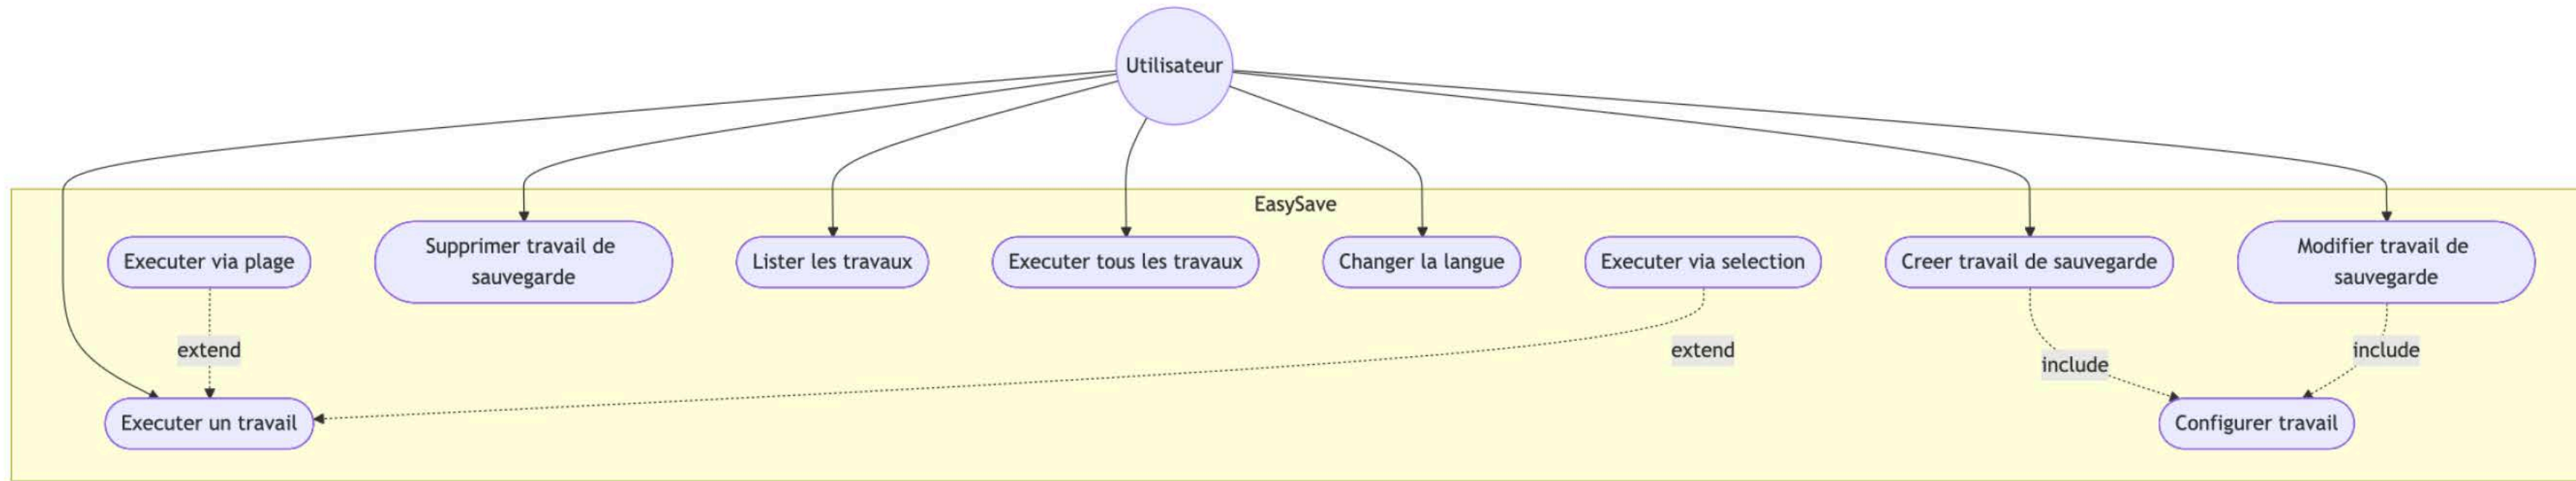 Utilisateur
EasySave
Executer via plage
Supprimer travail de
sauvegarde
Lister les travaux
Executer tous les travaux
Changer la langue
Executer via selection
Creer travail de sauvegarde
Modifier travail de
sauvegarde
extend
extend
include
include
Executer un travail
Configurer travail